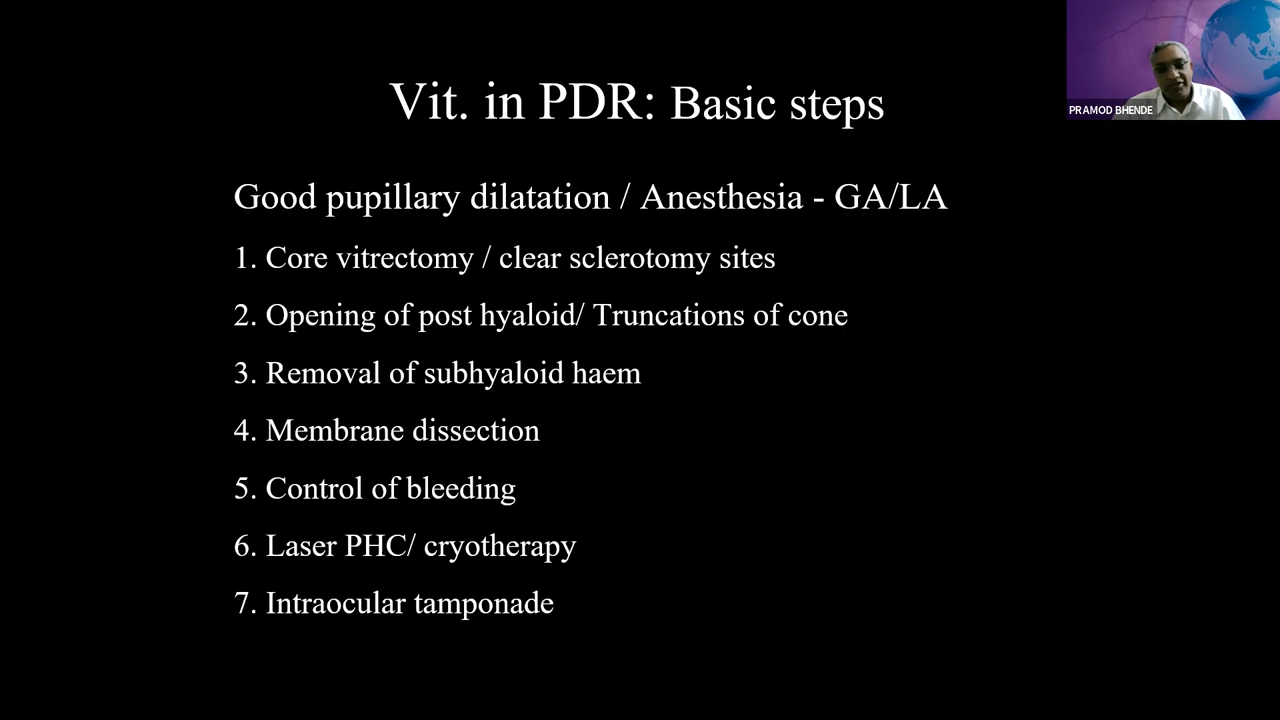 Vit. in PDR: Basic steps
PRAMOD BHENDE
Good pupillary dilatation / Anesthesia - GA/LA
1. Core vitrectomy / clear sclerotomy sites
2. Opening of post hyaloid/ Truncations of cone
3. Removal of subhyaloid haem
4. Membrane dissection
5. Control of bleeding
6. Laser PHC/ cryotherapy
7. Intraocular tamponade